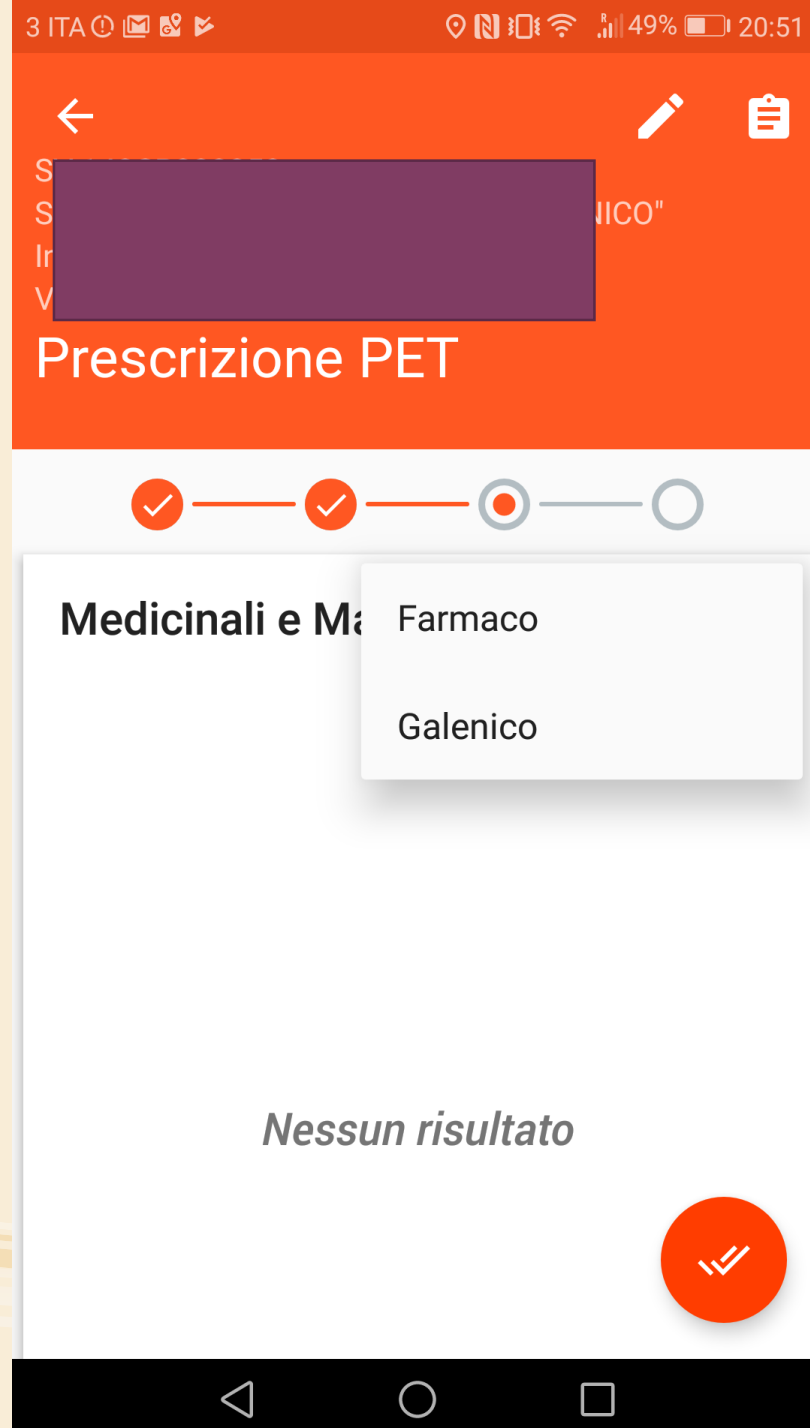 3 ITA 49% 20:51
NICO"
Prescrizione PET
Medicinali e Ma
Farmaco
Galenico
Nessun risultato